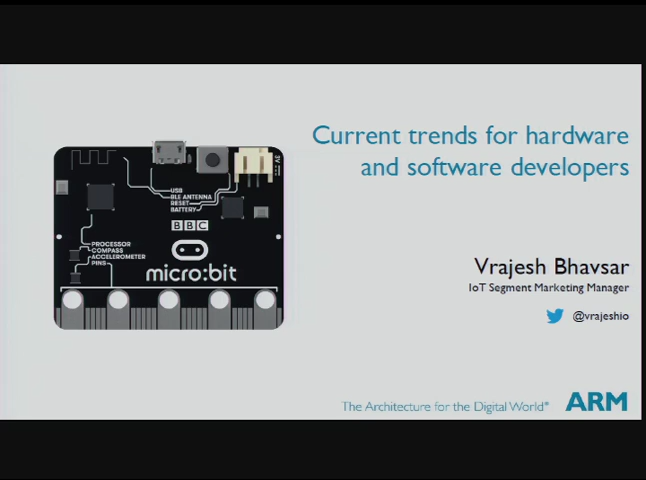 Current trends for hardware
and software developers
Vrajesh Bhavsar
IoT Segment Marketing Manager
@vrajeshio
The Architecture for the Digital World®
ARM
3V
USB
BLE ANTENNA
RESET
BATTERY
BBC
PROCESSOR
COMPASS
ACCELEROMETER
PINS
micro:bit